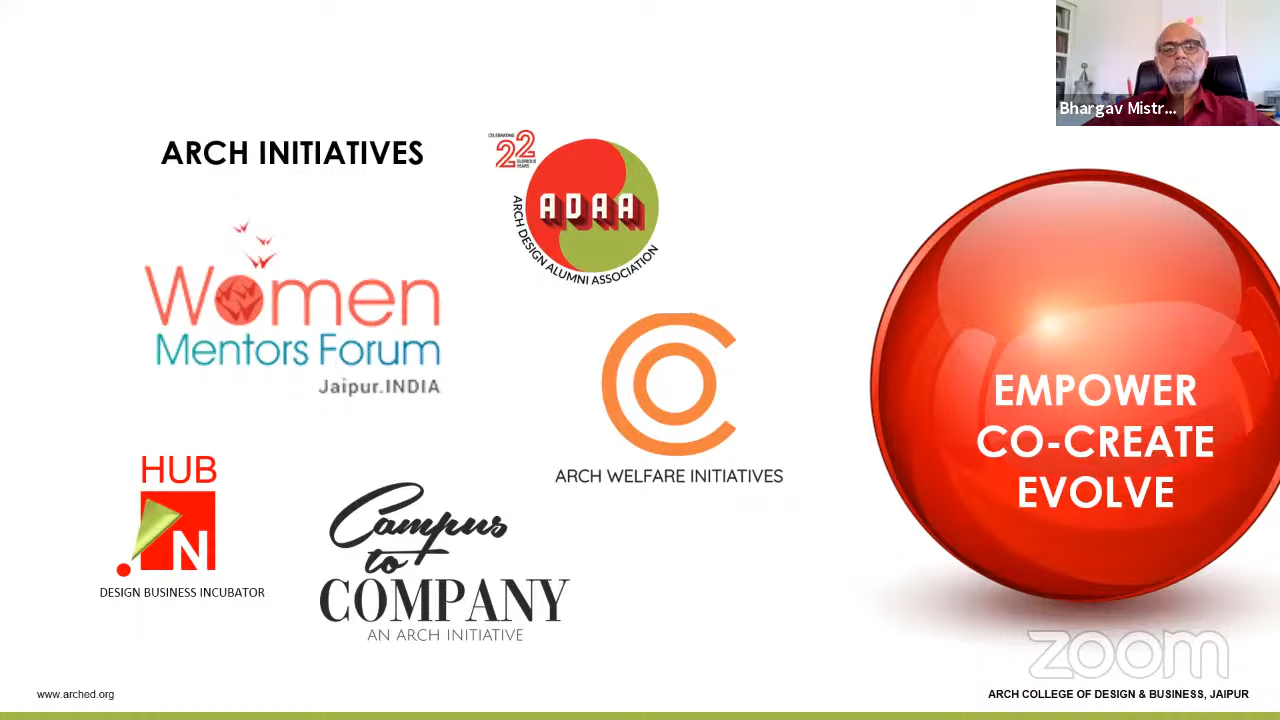 Bhargav Mistr...
ARCH INITIATIVES
CELEBRATING
22
GLORIOUS
YEARS
ADAA
ARCH DESIGN ALUMNI ASSOCIATION
Women
Mentors Forum
Jaipur.INDIA
ARCH WELFARE INITIATIVES
EMPOWER
CO-CREATE
EVOLVE
HUB
N
DESIGN BUSINESS INCUBATOR
Campus
to
COMPANY
AN ARCH INITIATIVE
zoom
www.arched.org
ARCH COLLEGE OF DESIGN & BUSINESS, JAIPUR